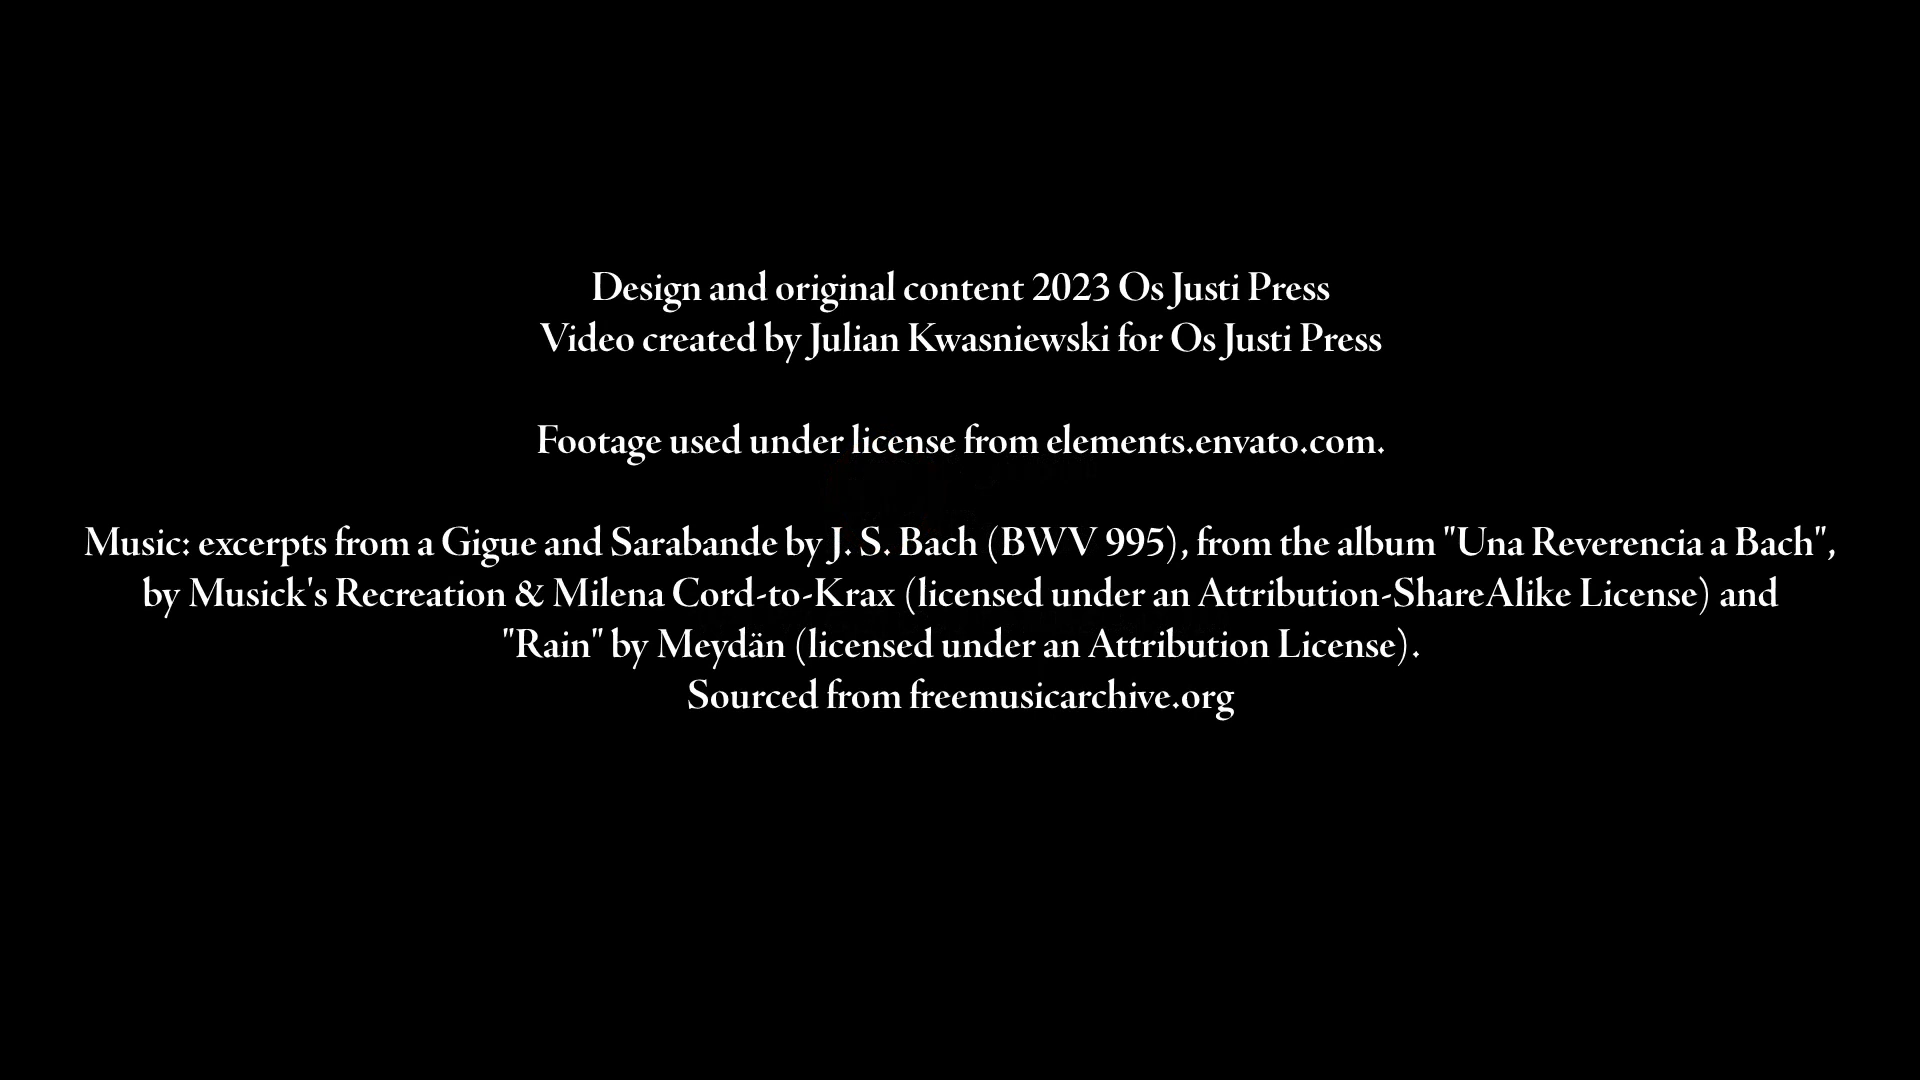 Design and original content 2023 Os Justi Press
Video created by Julian Kwasniewski for Os Justi Press
Footage used under license from elements.envato.com.
Music: excerpts from a Gigue and Sarabande by J. S. Bach (BWV 995), from the album "Una Reverencia a Bach",
by Musick's Recreation & Milena Cord-to-Krax (licensed under an Attribution-ShareAlike License) and
"Rain" by Meydän (licensed under an Attribution License).
Sourced from freemusicarchive.org